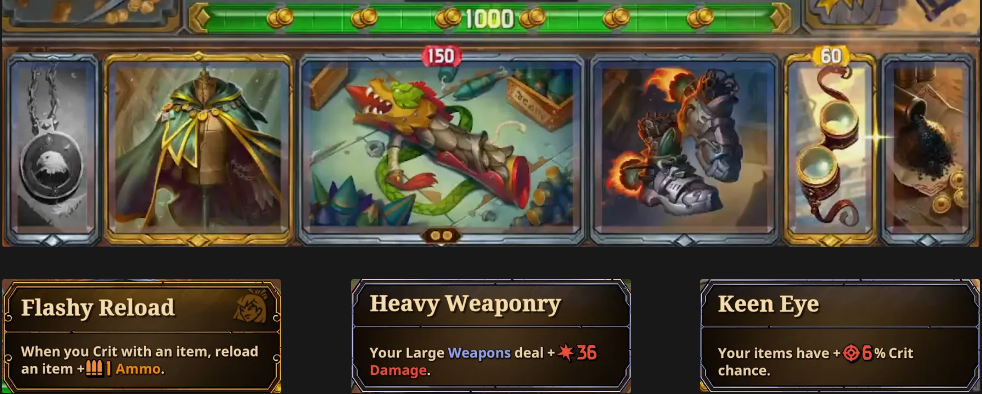 1000
150
60
Flashy Reload
Heavy Weaponry
Keen Eye
When you Crit with an item, reload
an item + 1 Ammo.
Your Large Weapons deal + 36
Damage.
Your items have + 6% Crit
chance.